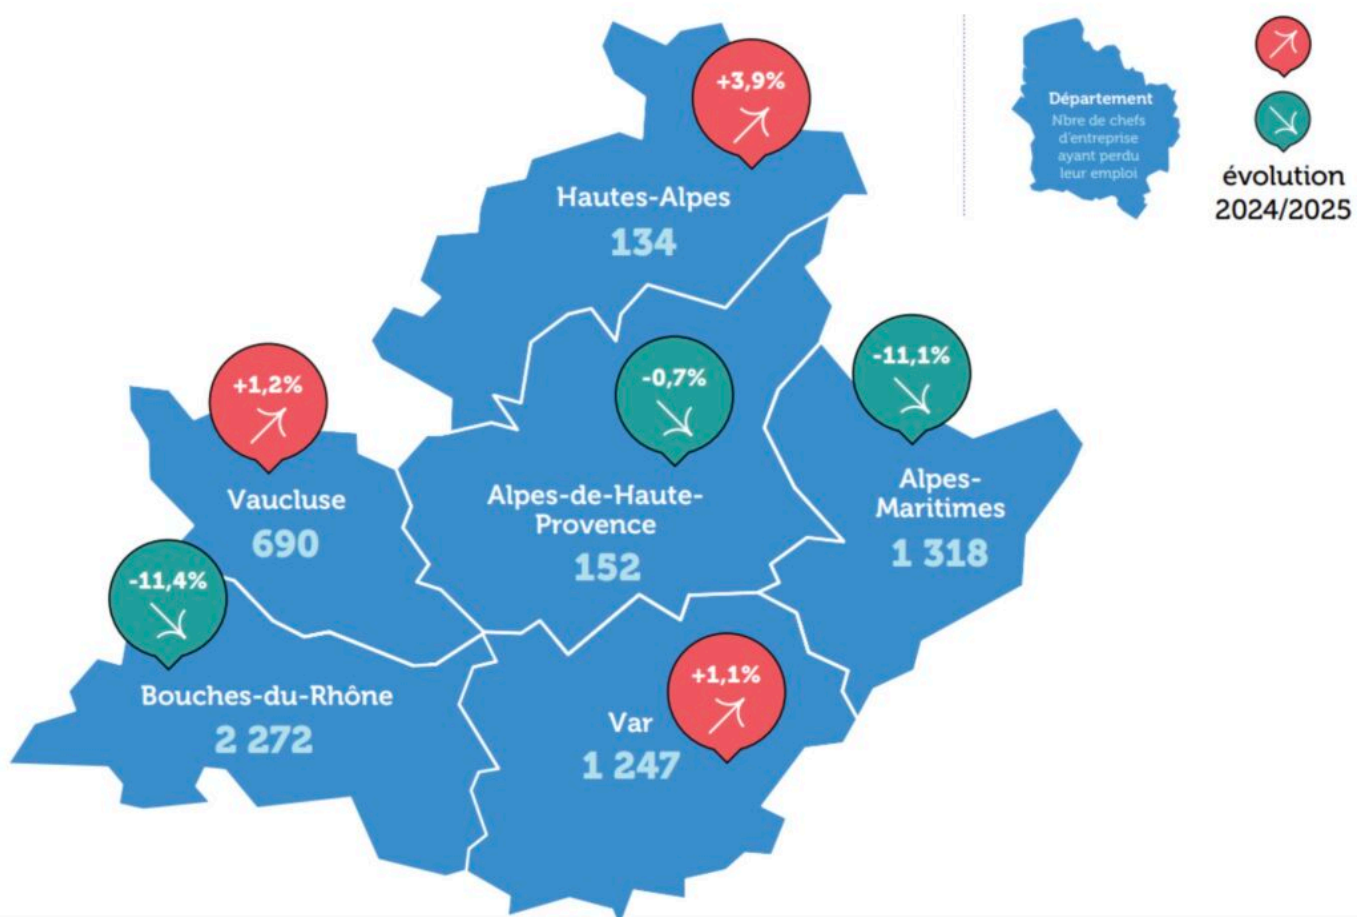 +3,9%
Hautes-Alpes
134
Département
Nbre de chefs
d'entreprise
ayant perdu
leur emploi
évolution
2024/2025
+1,2%
Vaucluse
690
-0,7%
Alpes-de-Haute-
Provence
152
-11,1%
Alpes-
Maritimes
1 318
-11,4%
Bouches-du-Rhône
2 272
+1,1%
Var
1 247